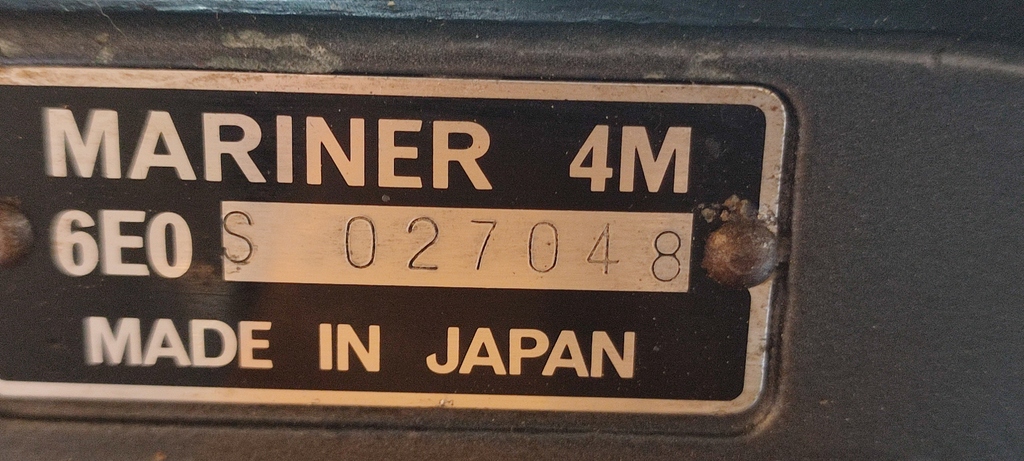 MARINER 4M
6E0 S 027048
MADE IN JAPAN